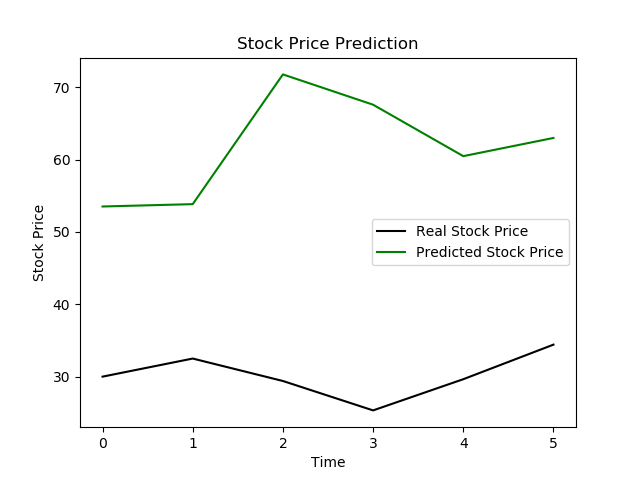 Stock Price Prediction
70
60
50
40
30
Stock Price
Real Stock Price
Predicted Stock Price
0 1 2 3 4 5
Time